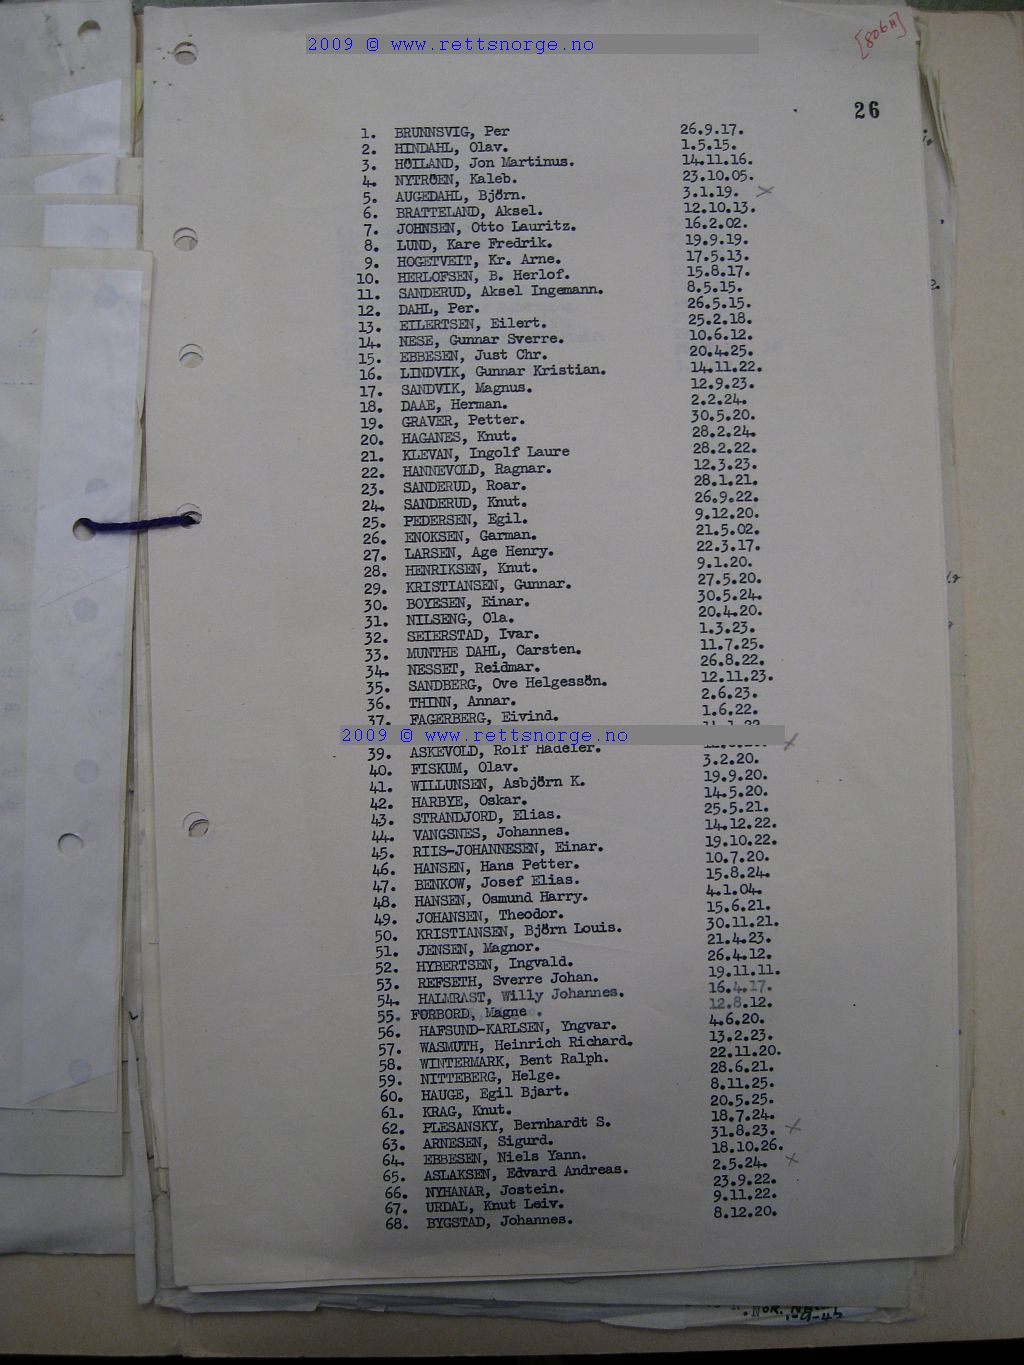 2009 © www.rettsnorge.no
[806A]
26
1. BRUNNSVIG, Per 26.9.17.
2. HINDAHL, Olav. 1.5.15.
3. HÖILAND, Jon Martinus. 14.11.16.
4. NYTRÖEN, Kaleb. 23.10.05.
5. AUGEDAHL, Björn. 3.1.19.
6. BRATTELAND, Aksel. 12.10.13.
7. JOHNSEN, Otto Lauritz. 16.2.02.
8. LUND, Kare Fredrik. 19.9.19.
9. HOGETVEIT, Kr. Arne. 17.5.13.
10. HERLOFSEN, B. Herlof. 15.8.17.
11. SANDERUD, Aksel Ingemann. 8.5.15.
12. DAHL, Per. 26.5.15.
13. EILERTSEN, Eilert. 25.2.18.
14. NESE, Gunnar Sverre. 10.6.12.
15. EBBESEN, Just Chr. 20.4.25.
16. LINDVIK, Gunnar Kristian. 14.11.22.
17. SANDVIK, Magnus. 12.9.23.
18. DAAE, Herman. 2.2.24.
19. GRAVER, Petter. 30.5.20.
20. HAGANES, Knut. 28.2.24.
21. KLEVAN, Ingolf Laure 28.2.22.
22. HANNEVOLD, Ragnar. 12.3.23.
23. SANDERUD, Roar. 28.1.21.
24. SANDERUD, Knut. 26.9.22.
25. PEDERSEN, Egil. 9.12.20.
26. ENOKSEN, Garman. 21.5.02.
27. LARSEN, Age Henry. 22.3.17.
28. HENRIKSEN, Knut. 9.1.20.
29. KRISTIANSEN, Gunnar. 27.5.20.
30. BOYESEN, Einar. 30.5.24.
31. NILSENG, Ola. 20.4.20.
32. SEIERSTAD, Ivar. 1.3.23.
33. MUNTHE DAHL, Carsten. 11.7.25.
34. NESSET, Reidmar. 26.8.22.
35. SANDBERG, Ove Helgessön. 12.11.23.
36. THINN, Annar. 2.6.23.
37. FAGERBERG, Eivind. 1.6.22.
2009 © www.rettsnorge.no
39. ASKEVOLD, Rolf Hadeler.
40. FISKUM, Olav. 3.2.20.
41. WILLUNSEN, Asbjörn K. 19.9.20.
42. HARBYE, Oskar. 14.5.20.
43. STRANDJORD, Elias. 25.5.21.
44. VANGSNES, Johannes. 14.12.22.
45. RIIS-JOHANNESEN, Einar. 19.10.22.
46. HANSEN, Hans Petter. 10.7.20.
47. BENKOW, Josef Elias. 15.8.24.
48. HANSEN, Osmund Harry. 4.1.04.
49. JOHANSEN, Theodor. 15.6.21.
50. KRISTIANSEN, Björn Louis. 30.11.21.
51. JENSEN, Magnor. 21.4.23.
52. HYBERTSEN, Ingvald. 26.4.12.
53. REFSETH, Sverre Johan. 19.11.11.
54. HALMRAST, Willy Johannes. 16.4.17.
55. FORBORD, Magne . 12.8.12.
56. HAFSUND-KARLSEN, Yngvar. 4.6.20.
57. WASMUTH, Heinrich Richard. 13.2.23.
58. WINTERMARK, Bent Ralph. 22.11.20.
59. NITTEBERG, Helge. 28.6.21.
60. HAUGE, Egil Bjart. 8.11.25.
61. KRAG, Knut. 20.5.25.
62. PLESANSKY, Bernhardt S. 18.7.24.
63. ARNESEN, Sigurd. 31.8.23.
64. EBBESEN, Niels Yann. 18.10.26.
65. ASLAKSEN, Edvard Andreas. 2.5.24.
66. NYHANAR, Jostein. 23.9.22.
67. URDAL, Knut Leiv. 9.11.22.
68. BYGSTAD, Johannes. 8.12.20.